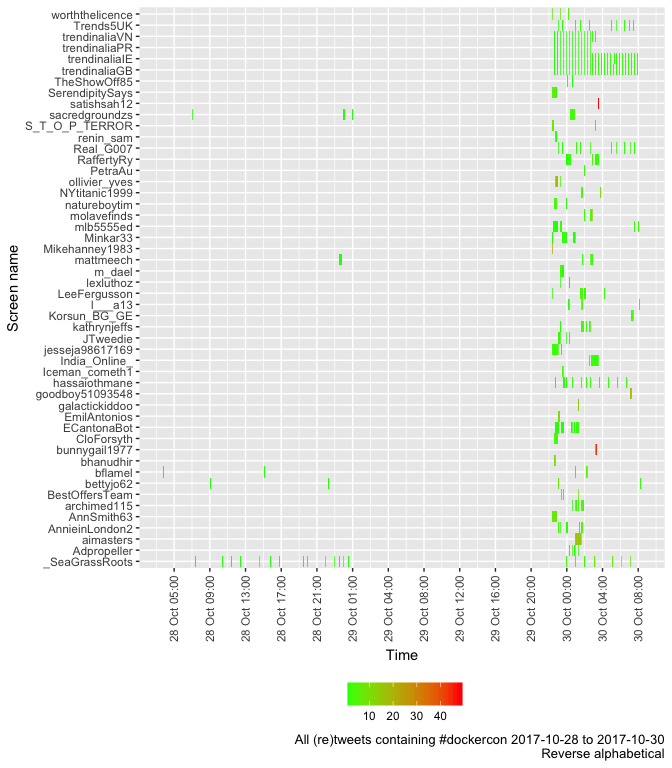 worththelicence
Trends5UK
trendinaliaVN
trendinaliaPR
trendinaliaIE
trendinaliaGB
TheShowOff85
SerendipitySays
satishsah12
sacredgroundzs
S_T_O_P_TERROR
renin_sam
Real_G007
RaffertyRy
PetraAu
ollivier_yves
NYtitanic1999
natureboytim
molavefinds
mlb5555ed
Minkar33
Mikehanney1983
mattmeech
m_dael
lexluthoz
LeeFergusson
l___a13
Korsun_BG_GE
kathrynjeffs
JTweedie
jesseja98617169
India_Online_
Iceman_cometh1
hassaiothmane
goodboy51093548
galactickiddoo
EmilAntonios
ECantonaBot
CloForsyth
bunnygail1977
bhanudhir
bflamel
bettyjo62
BestOffersTeam
archimed115
AnnSmith63
AnnieinLondon2
aimasters
Adpropeller
_SeaGrassRoots
Screen name
28 Oct 05:00
28 Oct 09:00
28 Oct 13:00
28 Oct 17:00
28 Oct 21:00
29 Oct 01:00
29 Oct 04:00
29 Oct 08:00
29 Oct 12:00
29 Oct 16:00
29 Oct 20:00
30 Oct 00:00
30 Oct 04:00
30 Oct 08:00
Time
10 20 30 40
All (re)tweets containing #dockercon 2017-10-28 to 2017-10-30
Reverse alphabetical